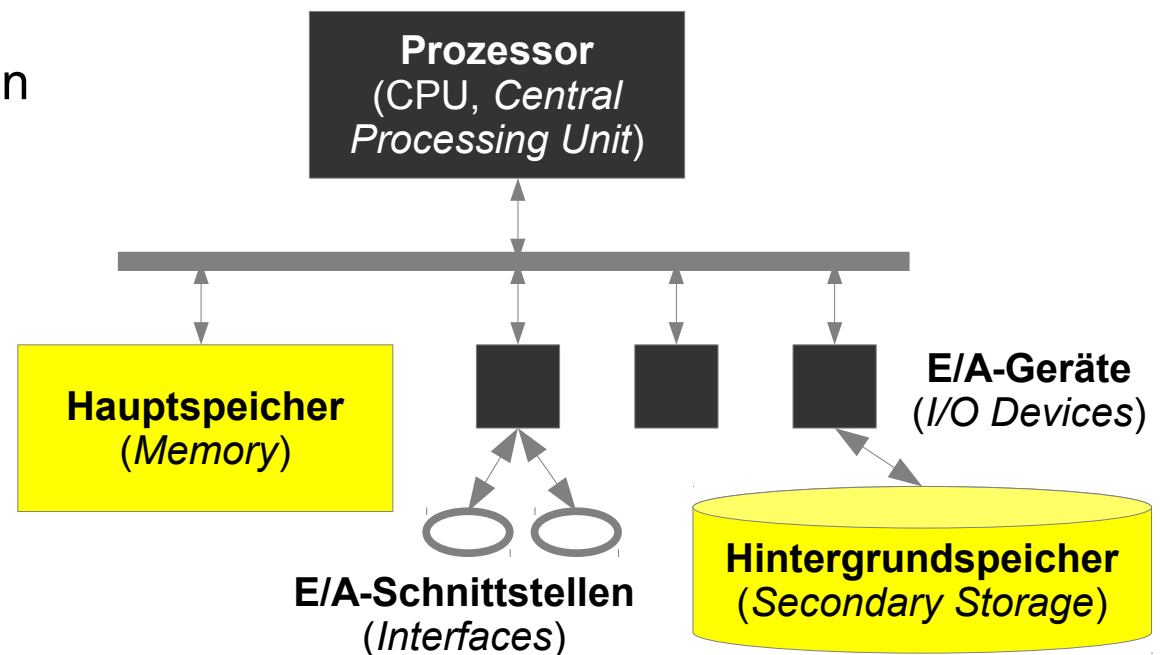 n
Prozessor
(CPU, Central
Processing Unit)
Hauptspeicher
(Memory)
E/A-Geräte
(I/O Devices)
E/A-Schnittstellen
(Interfaces)
Hintergrundspeicher
(Secondary Storage)